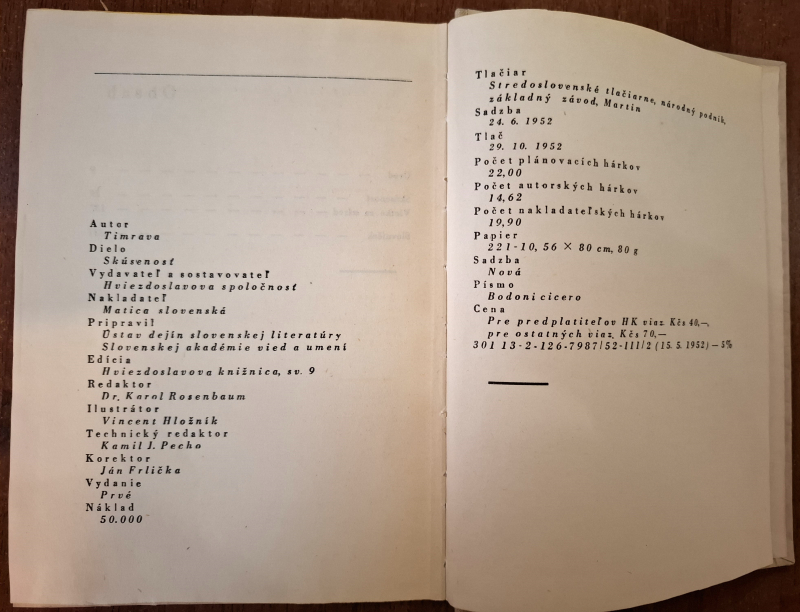 Autor
Timrava
Dielo
Skúsenosť
Vydavateľ a sostavovateľ
Hviezdoslavova spoločnosť
Nakladateľ
Matica slovenská
Pripravil
Ústav dejín slovenskej literatúry
Slovenskej akadémie vied a umení
Edícia
Hviezdoslavova knižnica, sv. 9
Redaktor
Dr. Karol Rosenbaum
Ilustrátor
Vincent Hložník
Technický redaktor
Kamil J. Pecho
Korektor
Ján Frlička
Vydanie
Prvé
Náklad
50.000
Tlačiar
Stredoslovenské tlačiarne, národný podnik,
základný závod, Martin
Sadzba
24. 6. 1952
Tlač
29. 10. 1952
Počet plánovacích hárkov
22,00
Počet autorských hárkov
14,62
Počet nakladateľských hárkov
19,90
Papier
221-10, 56 × 80 cm, 80 g
Sadzba
Nová
Písmo
Bodoni cicero
Cena
Pre predplatiteľov HK viaz. Kčs 40,—,
pre ostatných viaz. Kčs 70,—
301 13-2-126-7987/52-III/2 (15. 5. 1952) — 5%